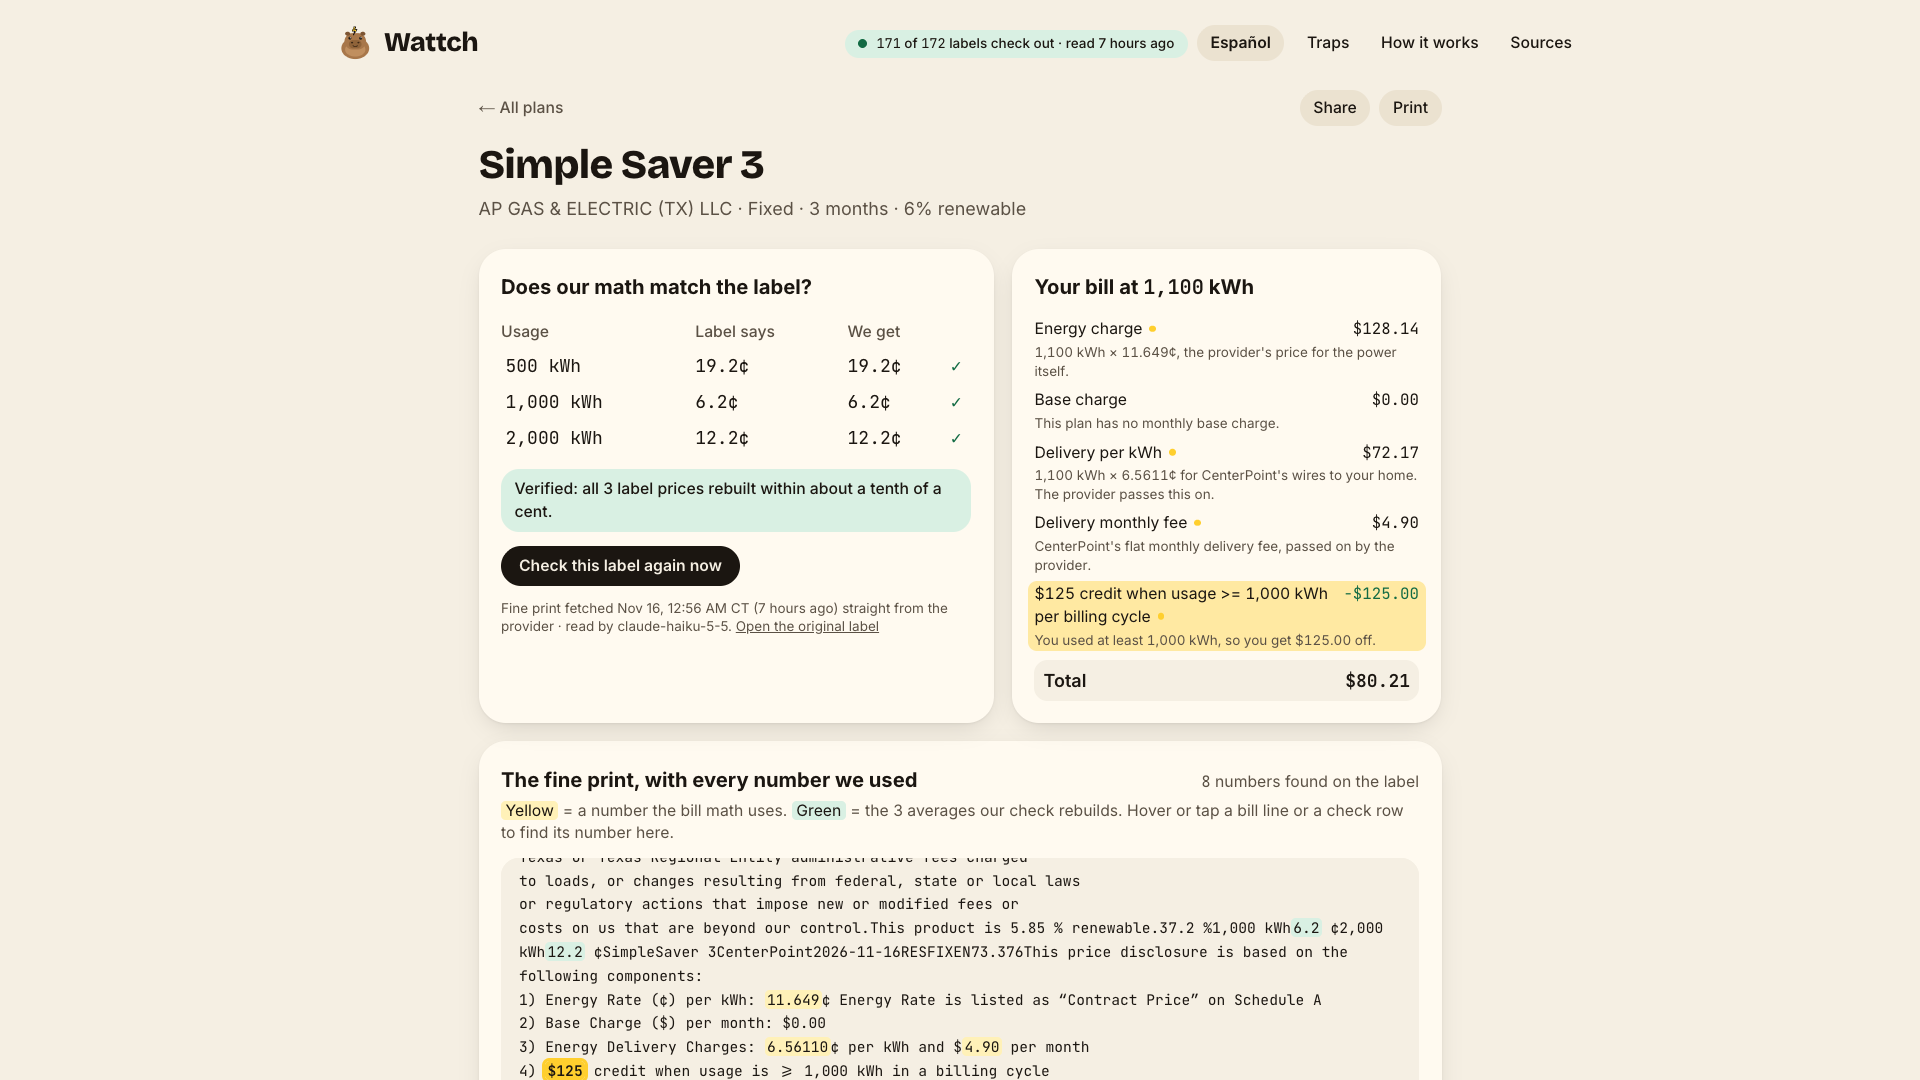 Wattch
171 of 172 labels check out · read 7 hours ago
Español
Traps
How it works
Sources
← All plans
Share
Print
Simple Saver 3
AP GAS & ELECTRIC (TX) LLC · Fixed · 3 months · 6% renewable
Does our math match the label?
Usage Label says We get
500 kWh 19.2¢ 19.2¢ ✓
1,000 kWh 6.2¢ 6.2¢ ✓
2,000 kWh 12.2¢ 12.2¢ ✓
Verified: all 3 label prices rebuilt within about a tenth of a
cent.
Check this label again now
Fine print fetched Nov 16, 12:56 AM CT (7 hours ago) straight from the
provider · read by claude-haiku-5-5. Open the original label
Your bill at 1,100 kWh
Energy charge $128.14
1,100 kWh × 11.649¢, the provider's price for the power
itself.
Base charge $0.00
This plan has no monthly base charge.
Delivery per kWh $72.17
1,100 kWh × 6.5611¢ for CenterPoint's wires to your home.
The provider passes this on.
Delivery monthly fee $4.90
CenterPoint's flat monthly delivery fee, passed on by the
provider.
$125 credit when usage >= 1,000 kWh -$125.00
per billing cycle
You used at least 1,000 kWh, so you get $125.00 off.
Total $80.21
The fine print, with every number we used
8 numbers found on the label
Yellow = a number the bill math uses. Green = the 3 averages our check rebuilds. Hover or tap a bill line or a check row
to find its number here.
Texas or Texas Regional Entity administrative fees charged
to loads, or changes resulting from federal, state or local laws
or regulatory actions that impose new or modified fees or
costs on us that are beyond our control.This product is 5.85 % renewable.37.2 %1,000 kWh6.2 ¢2,000
kWh12.2 ¢SimpleSaver 3CenterPoint2026-11-16RESFIXEN73.376This price disclosure is based on the
following components:
1) Energy Rate (¢) per kWh: 11.649¢ Energy Rate is listed as “Contract Price” on Schedule A
2) Base Charge ($) per month: $0.00
3) Energy Delivery Charges: 6.56110¢ per kWh and $4.90 per month
4) $125 credit when usage is ⩾ 1,000 kWh in a billing cycle